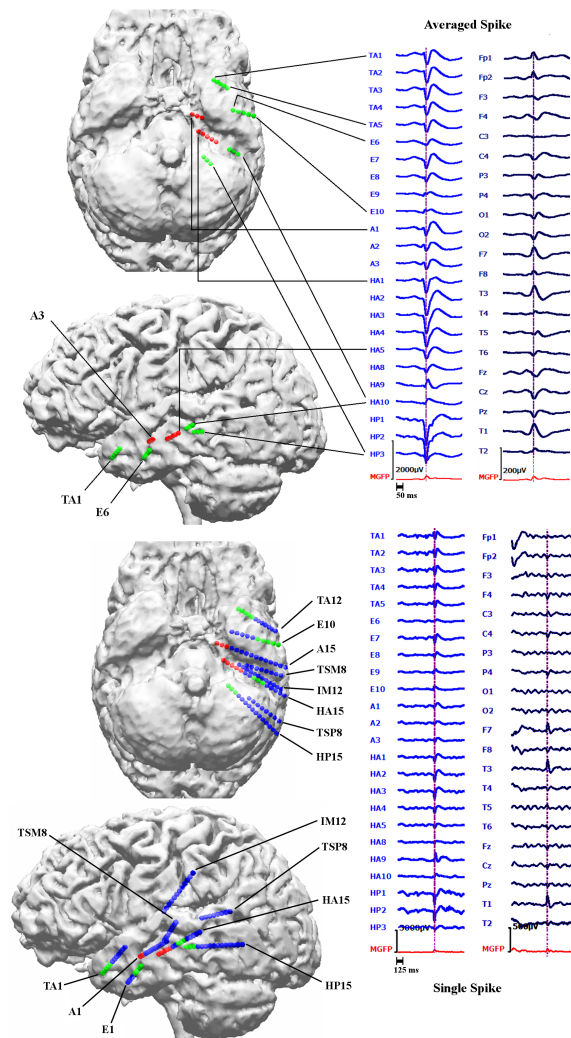 Averaged Spike
TA1
TA2
TA3
TA4
TA5
E6
E7
E8
E9
E10
A1
A2
A3
HA1
HA2
HA3
HA4
HA5
HA8
HA9
HA10
HP1
HP2
HP3
MGFP
2000μV
50 ms
Fp1
Fp2
F3
F4
C3
C4
P3
P4
O1
O2
F7
F8
T3
T4
T5
T6
Fz
Cz
Pz
T1
T2
MGFP
200μV
A3
TA1
E6
TA12
E10
A15
TSM8
IM12
HA15
TSP8
HP15
TSM8
IM12
TSP8
HA15
HP15
TA1
A1
E1
TA1
TA2
TA3
TA4
TA5
E6
E7
E8
E9
E10
A1
A2
A3
HA1
HA2
HA3
HA4
HA5
HA8
HA9
HA10
HP1
HP2
HP3
3000μV
MGFP
125 ms
Fp1
Fp2
F3
F4
C3
C4
P3
P4
O1
O2
F7
F8
T3
T4
T5
T6
Fz
Cz
Pz
T1
T2
500μV
MGFP
Single Spike